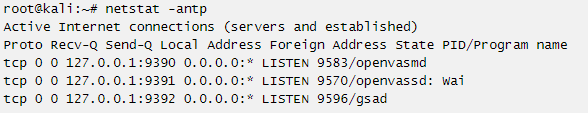 root@kali:~# netstat -antp
Active Internet connections (servers and established)
Proto Recv-Q Send-Q Local Address Foreign Address State PID/Program name
tcp 0 0 127.0.0.1:9390 0.0.0.0:* LISTEN 9583/openvasmd
tcp 0 0 127.0.0.1:9391 0.0.0.0:* LISTEN 9570/openvassd: Wai
tcp 0 0 127.0.0.1:9392 0.0.0.0:* LISTEN 9596/gsad